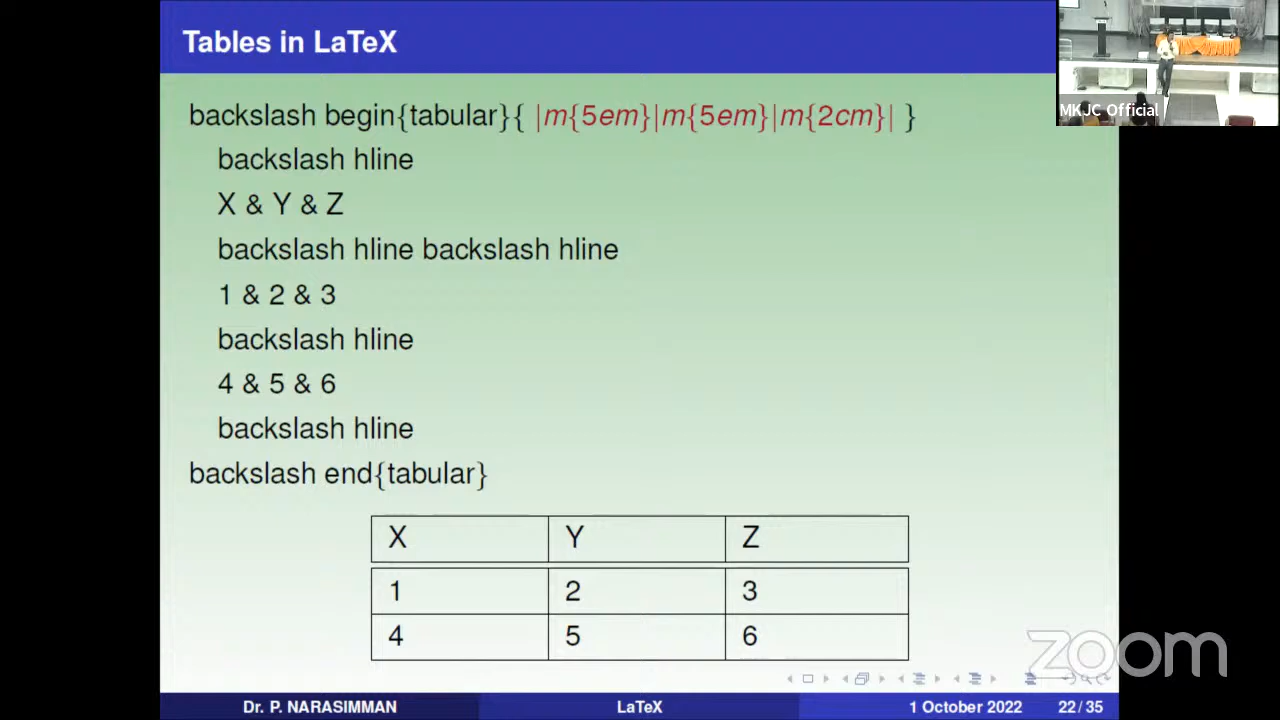 Tables in LaTeX
MKJC Official
backslash begin{tabular}{ |m{5em}|m{5em}|m{2cm}| }
backslash hline
X & Y & Z
backslash hline backslash hline
1 & 2 & 3
backslash hline
4 & 5 & 6
backslash hline
backslash end{tabular}
X Y Z
1 2 3
4 5 6
zoom
Dr. P. NARASIMMAN LaTeX 1 October 2022 22 / 35